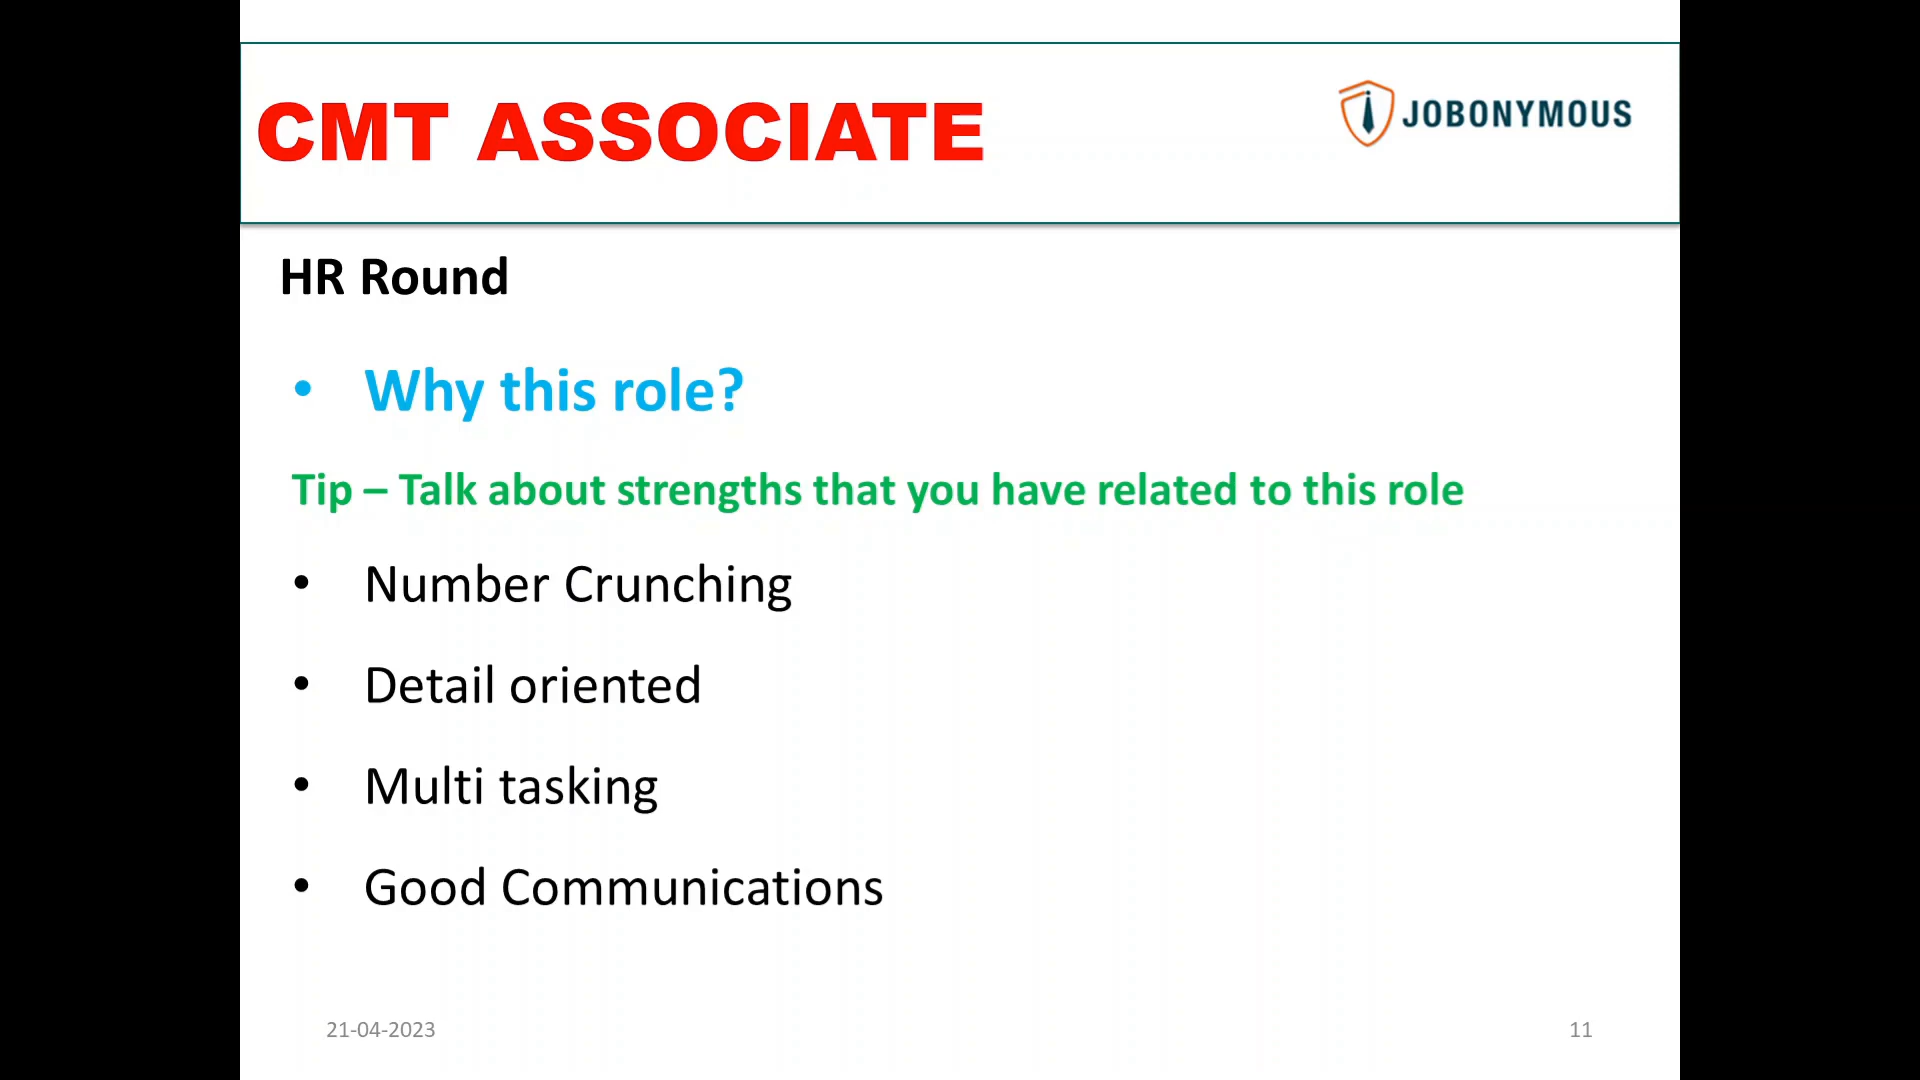 CMT ASSOCIATE
JOBONYMOUS
HR Round
• Why this role?
Tip – Talk about strengths that you have related to this role
• Number Crunching
• Detail oriented
• Multi tasking
• Good Communications
21-04-2023
11